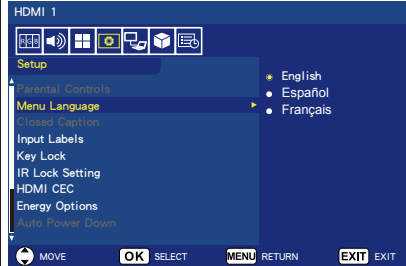 HDMI 1
RGB
Setup
Parental Controls
Menu Language
Closed Caption
Input Labels
Key Lock
IR Lock Setting
HDMI CEC
Energy Options
Auto Power Down
English
Español
Français
MOVE OK SELECT MENU RETURN EXIT EXIT